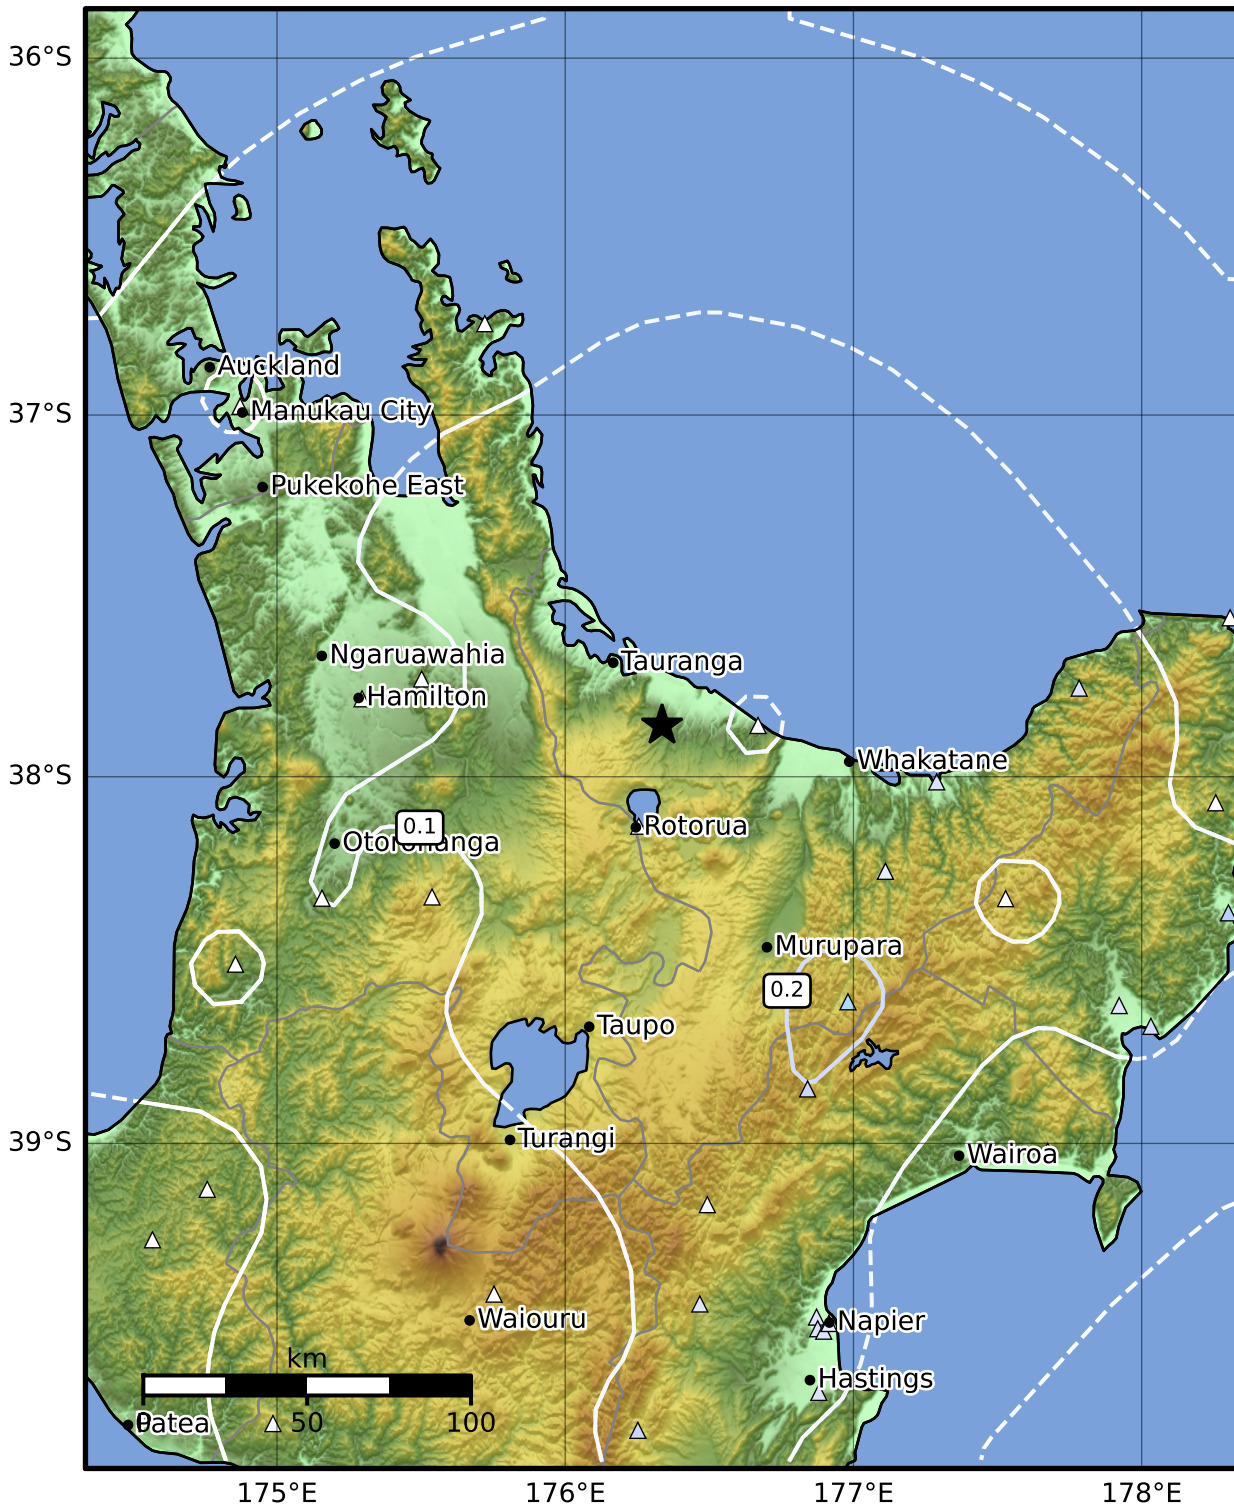 36°S
Auckland
37°S
Manukau City
Pukekohe East
Ngaruawahia
Tauranga
Hamilton
Whakatane
38°S
0.1
Rotorua
Murupara
0.2
Taupo
39°S
Turangi
Wairoa
Waiouru
Napier
km
Hastings
0
50
100
Patea
175°E
176°E
177°E
178°E